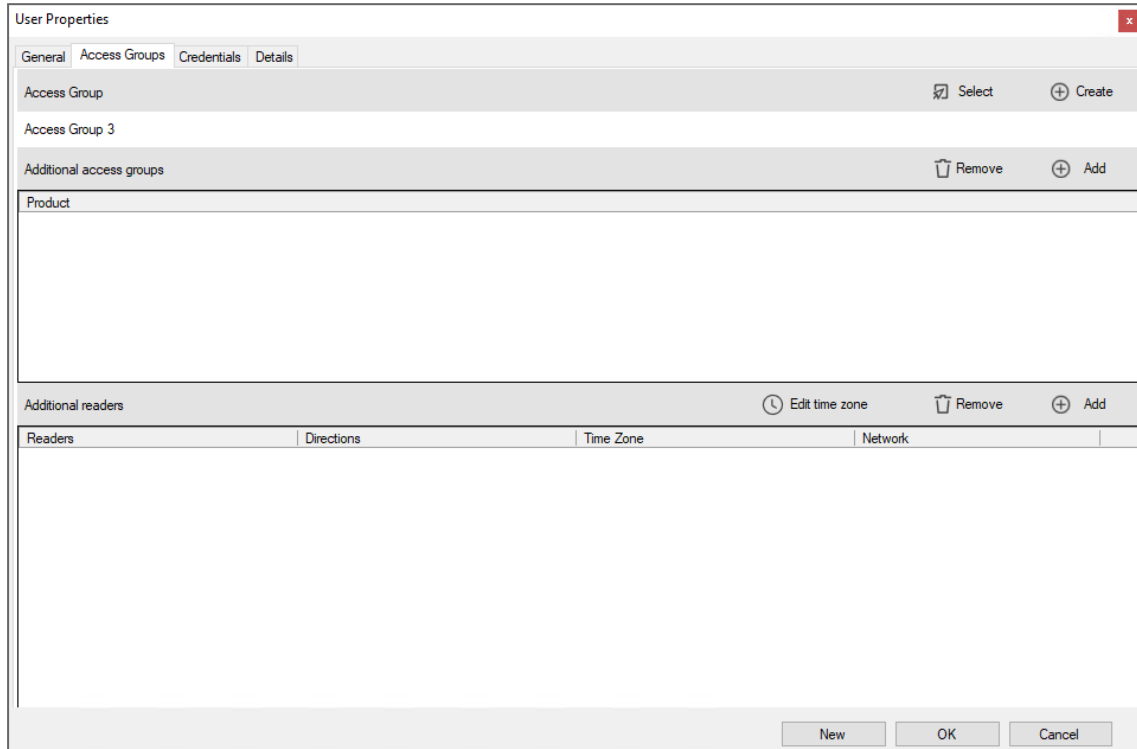 User Properties
x
General Access Groups Credentials Details
Access Group Select Create
Access Group 3
Additional access groups Remove Add
Product
Additional readers Edit time zone Remove Add
Readers Directions Time Zone Network
New OK Cancel